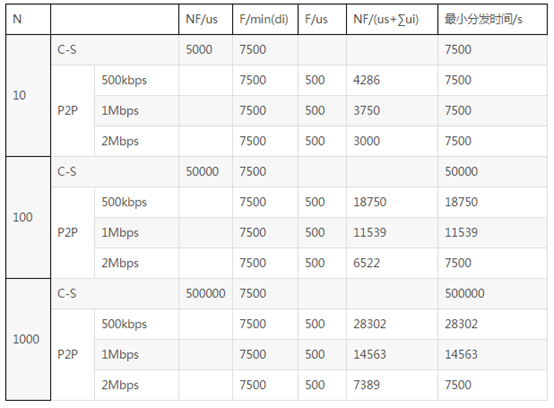 N NF/us F/min(di) F/us NF/(us+∑ui) 最小分发时间/s
10 C-S 5000 7500 7500
P2P 500kbps 7500 500 4286 7500
1Mbps 7500 500 3750 7500
2Mbps 7500 500 3000 7500
100 C-S 50000 7500 50000
P2P 500kbps 7500 500 18750 18750
1Mbps 7500 500 11539 11539
2Mbps 7500 500 6522 7500
1000 C-S 500000 7500 500000
P2P 500kbps 7500 500 28302 28302
1Mbps 7500 500 14563 14563
2Mbps 7500 500 7389 7500